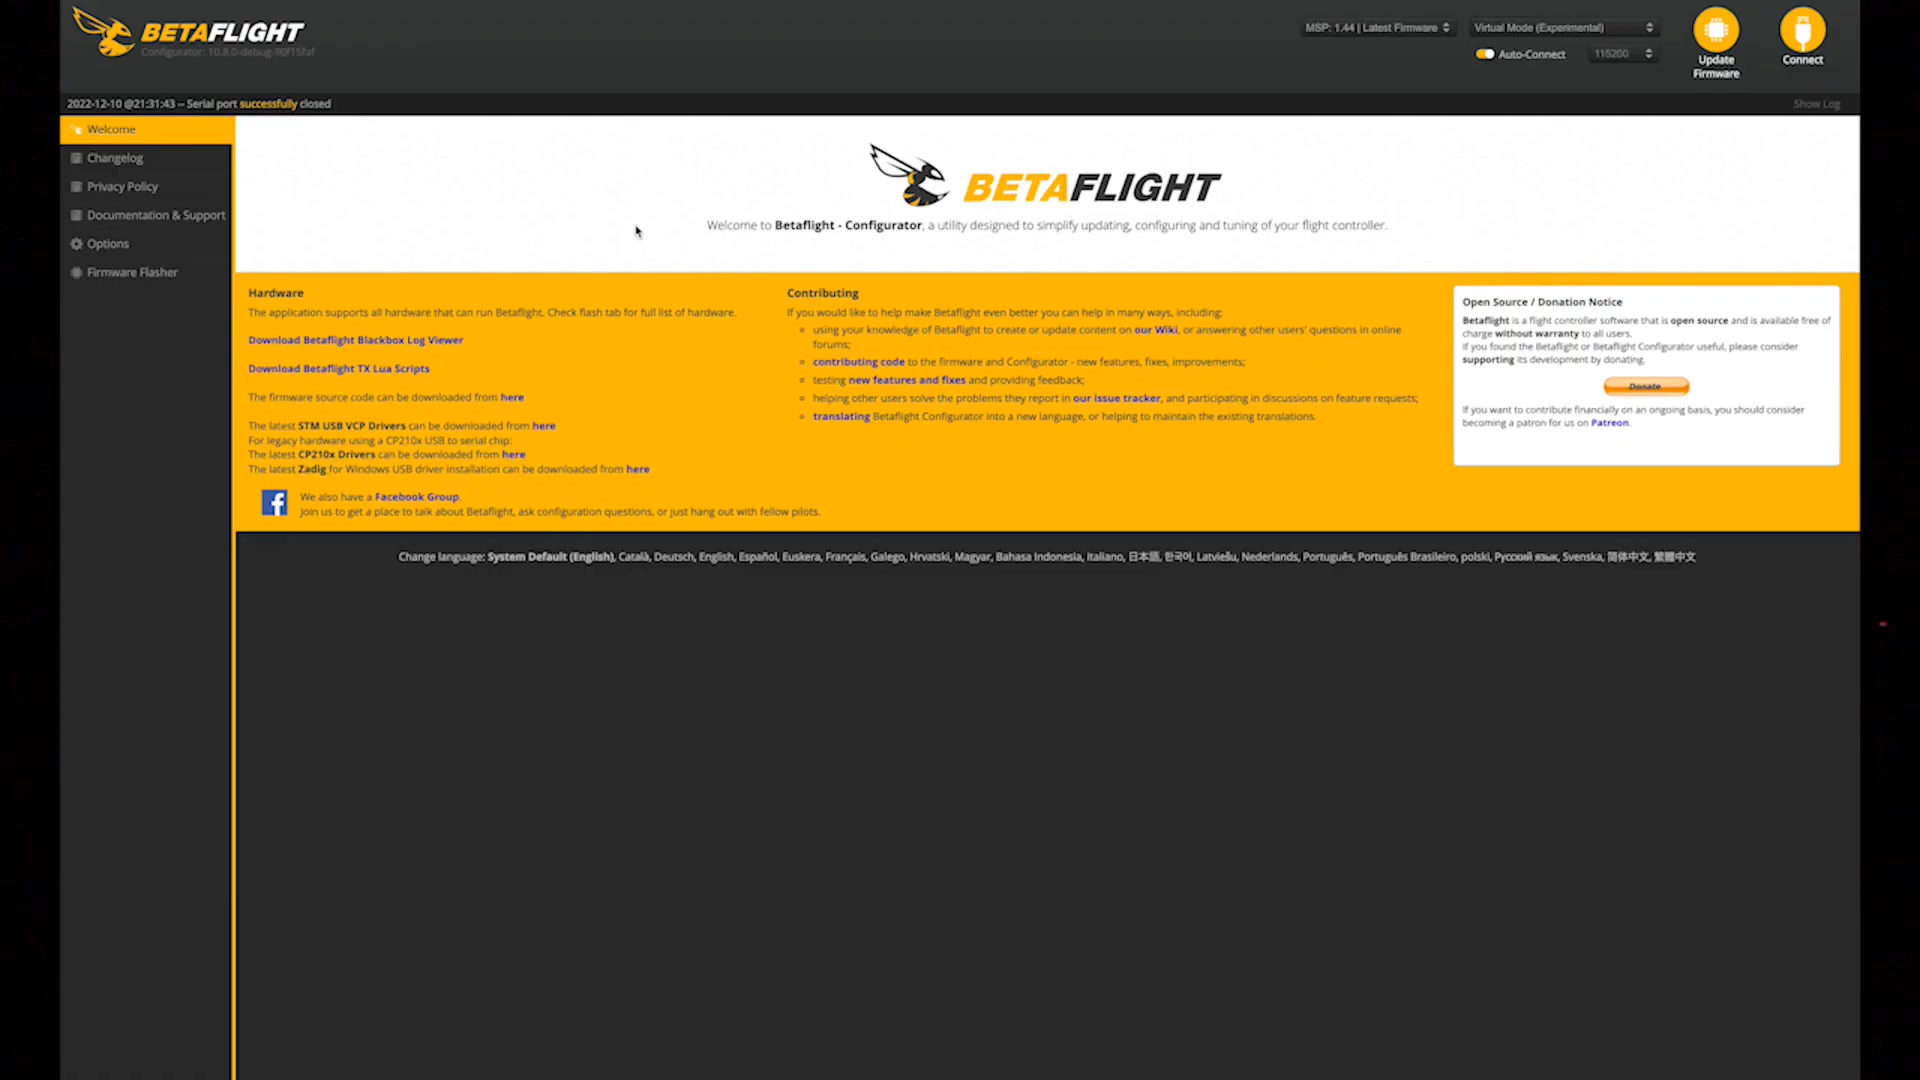 BETAFLIGHT
Configurator: 10.8.0-debug-90f15faf
MSP: 1.44 | Latest Firmware
Virtual Mode (Experimental)
Auto-Connect
115200
Update
Firmware
Connect
2022-12-10 @21:31:43 -- Serial port successfully closed
Show Log
Welcome
Changelog
Privacy Policy
Documentation & Support
Options
Firmware Flasher
BETAFLIGHT
Welcome to Betaflight - Configurator, a utility designed to simplify updating, configuring and tuning of your flight controller.
Hardware
The application supports all hardware that can run Betaflight. Check flash tab for full list of hardware.
Download Betaflight Blackbox Log Viewer
Download Betaflight TX Lua Scripts
The firmware source code can be downloaded from here
The latest STM USB VCP Drivers can be downloaded from here
For legacy hardware using a CP210x USB to serial chip:
The latest CP210x Drivers can be downloaded from here
The latest Zadig for Windows USB driver installation can be downloaded from here
We also have a Facebook Group.
Join us to get a place to talk about Betaflight, ask configuration questions, or just hang out with fellow pilots.
Contributing
If you would like to help make Betaflight even better you can help in many ways, including:
using your knowledge of Betaflight to create or update content on our Wiki, or answering other users' questions in online
forums;
contributing code to the firmware and Configurator - new features, fixes, improvements;
testing new features and fixes and providing feedback;
helping other users solve the problems they report in our issue tracker, and participating in discussions on feature requests;
translating Betaflight Configurator into a new language, or helping to maintain the existing translations.
Open Source / Donation Notice
Betaflight is a flight controller software that is open source and is available free of
charge without warranty to all users.
If you found the Betaflight or Betaflight Configurator useful, please consider
supporting its development by donating.
Donate
If you want to contribute financially on an ongoing basis, you should consider
becoming a patron for us on Patreon.
Change language: System Default (English), Català, Deutsch, English, Español, Euskera, Français, Galego, Hrvatski, Magyar, Bahasa Indonesia, Italiano, 日本語, 한국어, Latviešu, Nederlands, Português, Português Brasileiro, polski, Русский язык, Svenska, 简体中文, 繁體中文